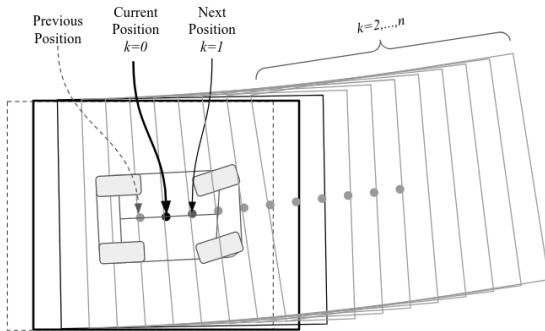 Previous
Position
Current
Position
k=0
Next
Position
k=1
k=2,...,n